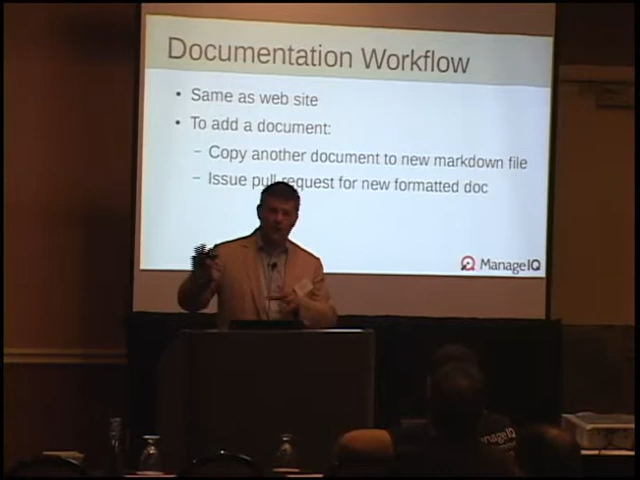 Documentation Workflow
• Same as web site
• To add a document:
– Copy another document to new markdown file
– Issue pull request for new formatted doc
ManageIQ
ManageIQ